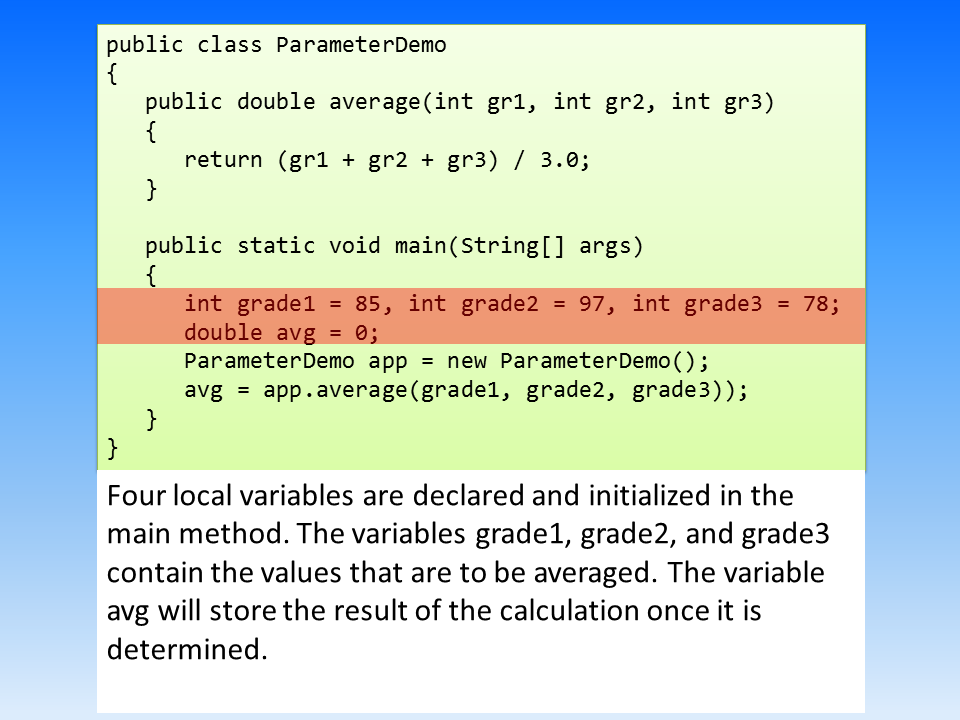 public class ParameterDemo
{
   public double average(int gr1, int gr2, int gr3)
   {
      return (gr1 + gr2 + gr3) / 3.0;
   }

   public static void main(String[] args)
   {
      int grade1 = 85, int grade2 = 97, int grade3 = 78;
      double avg = 0;
      ParameterDemo app = new ParameterDemo();
      avg = app.average(grade1, grade2, grade3));
   }
}
Four local variables are declared and initialized in the
main method. The variables grade1, grade2, and grade3
contain the values that are to be averaged. The variable
avg will store the result of the calculation once it is
determined.